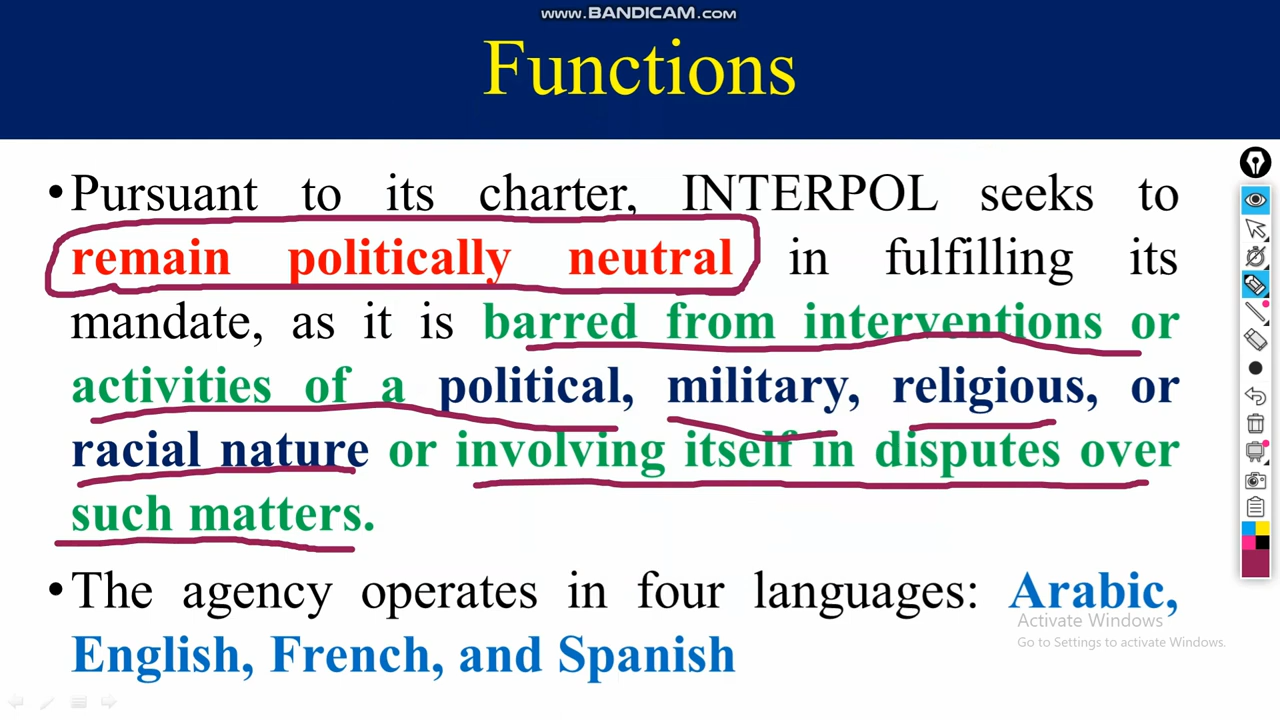 www.BANDICAM.com
Functions
•Pursuant to its charter, INTERPOL seeks to
remain politically neutral in fulfilling its
mandate, as it is barred from interventions or
activities of a political, military, religious, or
racial nature or involving itself in disputes over
such matters.
•The agency operates in four languages: Arabic,
English, French, and Spanish
Activate Windows
Go to Settings to activate Windows.